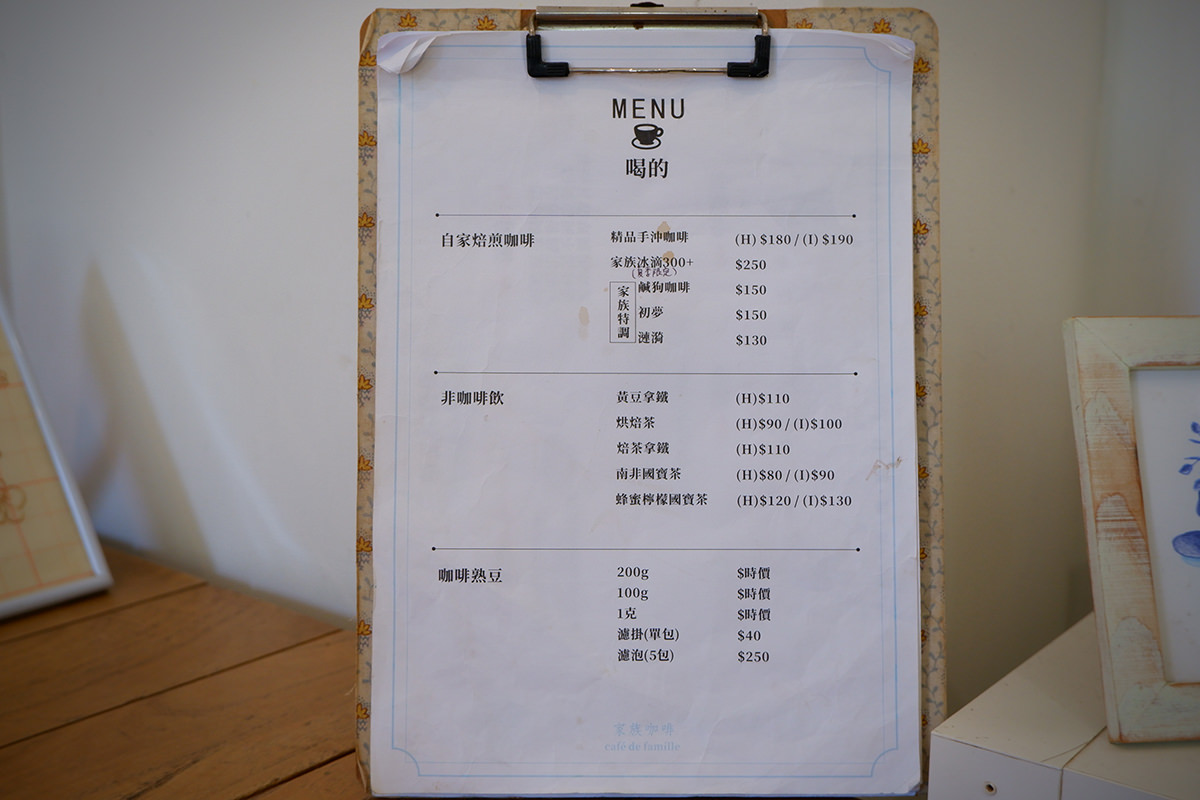 MENU
喝的
自家焙煎咖啡 精品手沖咖啡 (H) $180 / (I) $190
家族冰滴300+ $250
(夏季限定)
家族特調
鹹狗咖啡 $150
初夢 $150
漣漪 $130
非咖啡飲 黃豆拿鐵 (H)$110
烘焙茶 (H)$90 / (I)$100
焙茶拿鐵 (H)$110
南非國寶茶 (H)$80 / (I)$90
蜂蜜檸檬國寶茶 (H)$120 / (I)$130
咖啡熟豆 200g $時價
100g $時價
1克 $時價
濾掛(單包) $40
濾泡(5包) $250
家族咖啡
café de famille